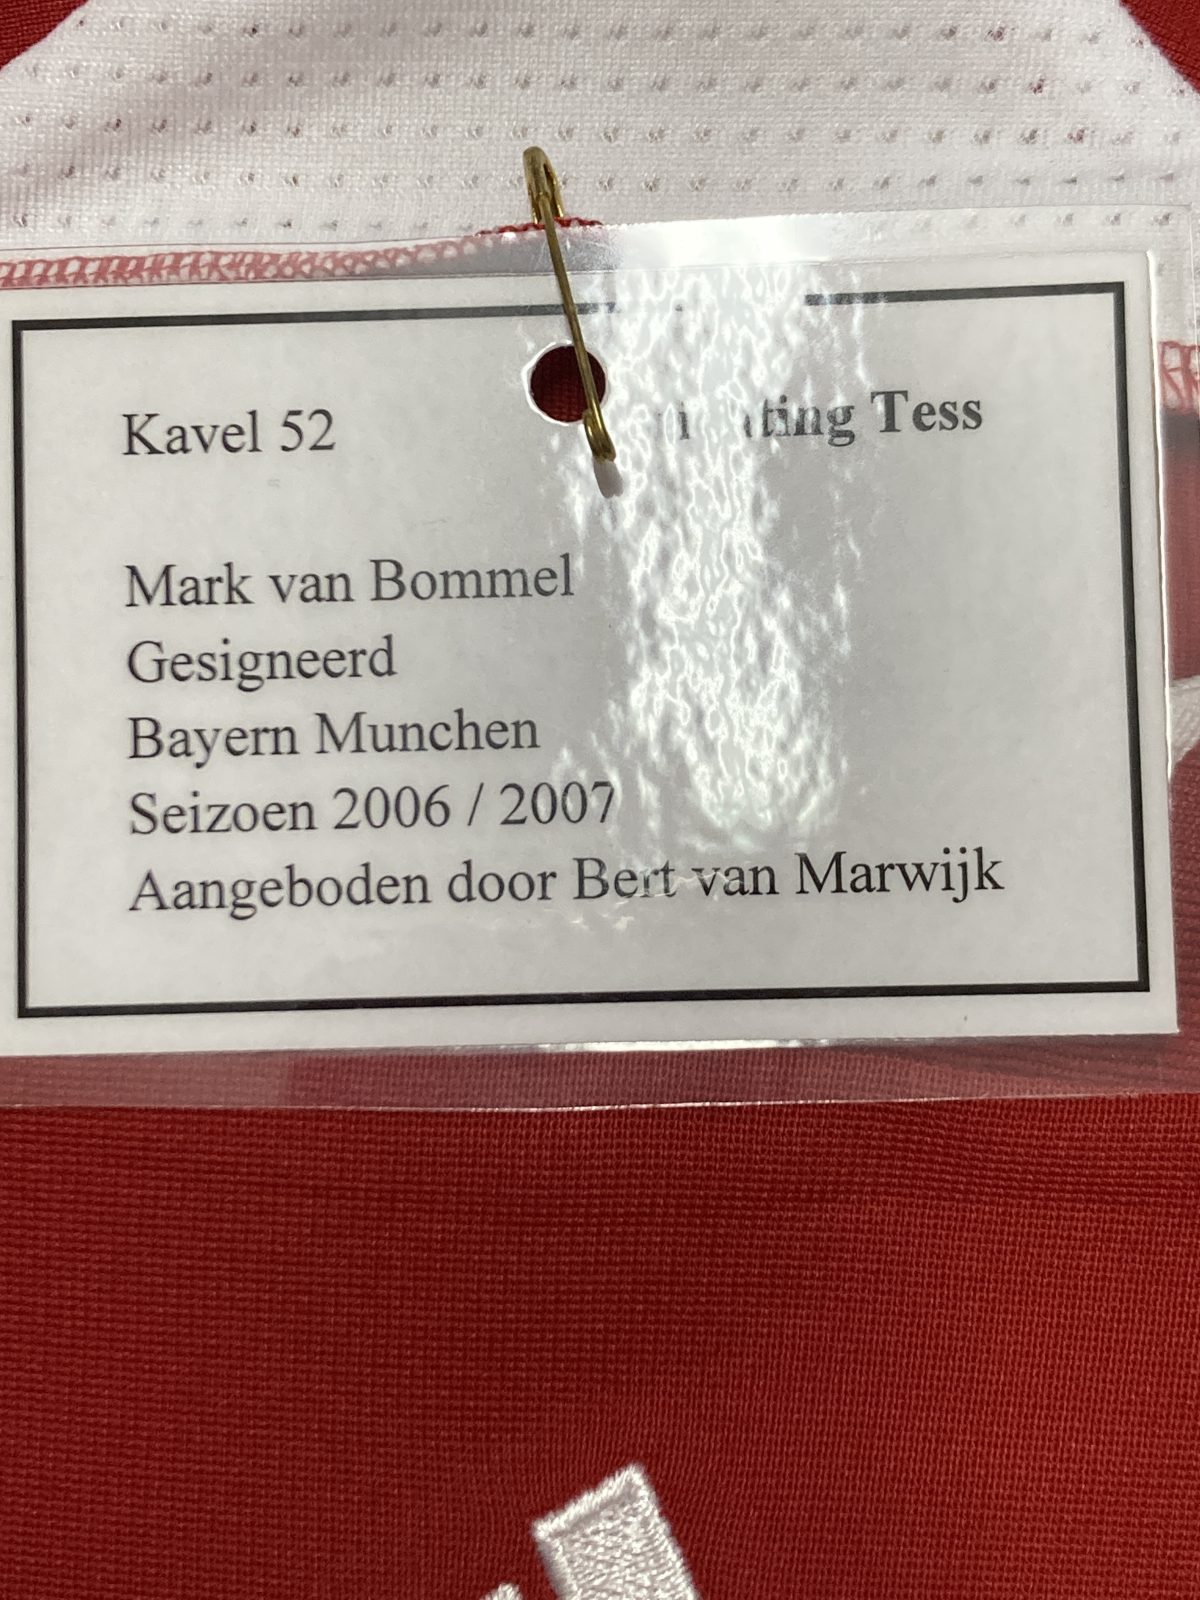 Kavel 52 Tess
Mark van Bommel
Gesigneerd
Bayern Munchen
Seizoen 2006 / 2007
Aangeboden door Bert van Marwijk